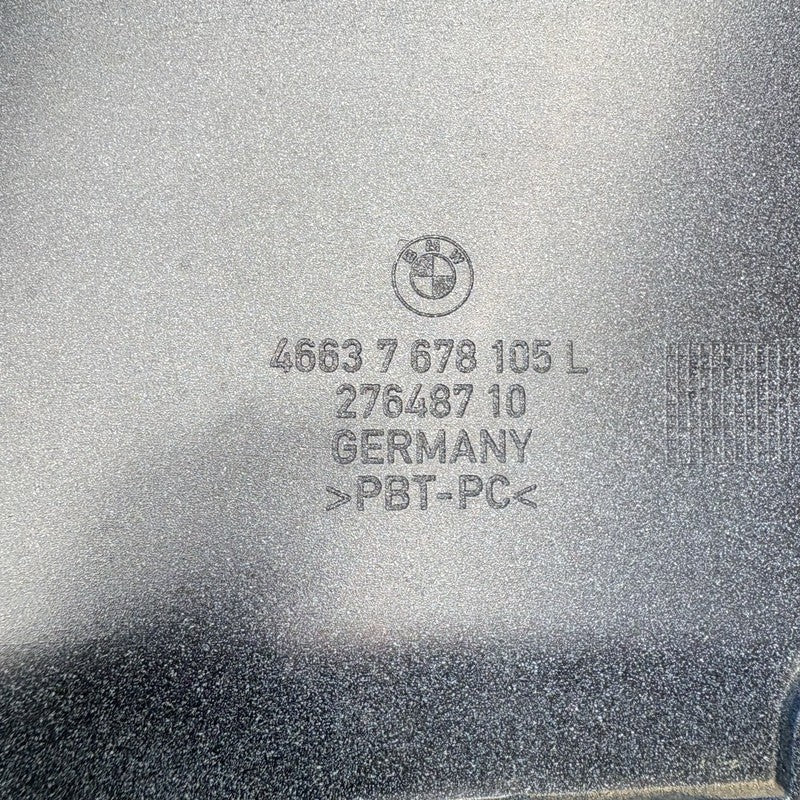 BMW
4663 7 678 105 L
276487 10
GERMANY
>PBT-PC<